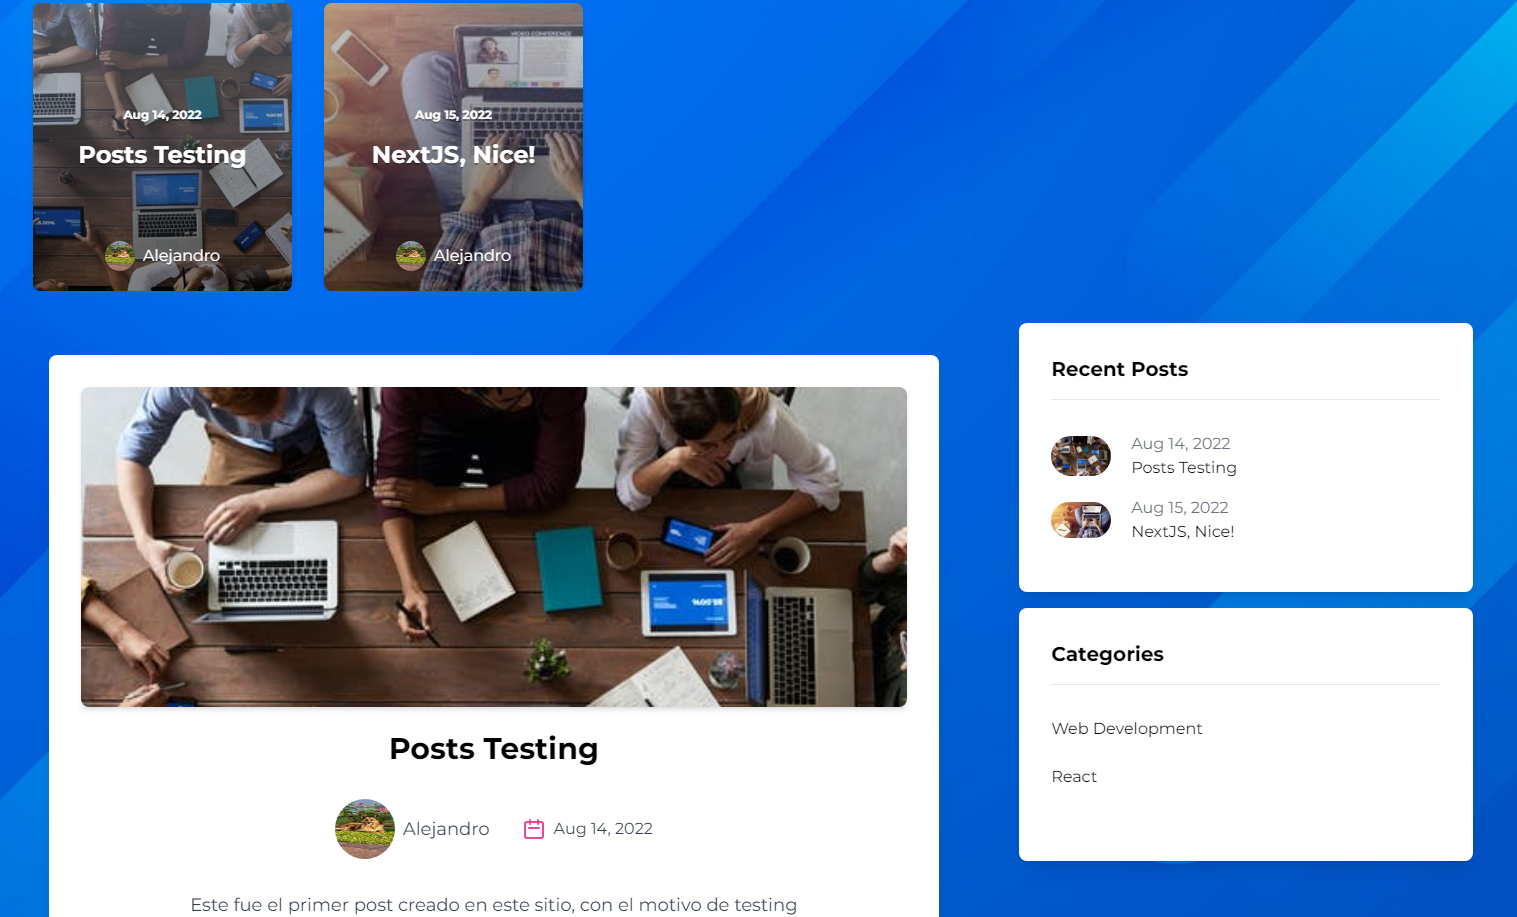 Aug 14, 2022
Posts Testing
Alejandro
VIDEO CONFERENCE
Aug 15, 2022
NextJS, Nice!
Alejandro
Posts Testing
Alejandro
Aug 14, 2022
Este fue el primer post creado en este sitio, con el motivo de testing
Recent Posts
Aug 14, 2022
Posts Testing
Aug 15, 2022
NextJS, Nice!
Categories
Web Development
React